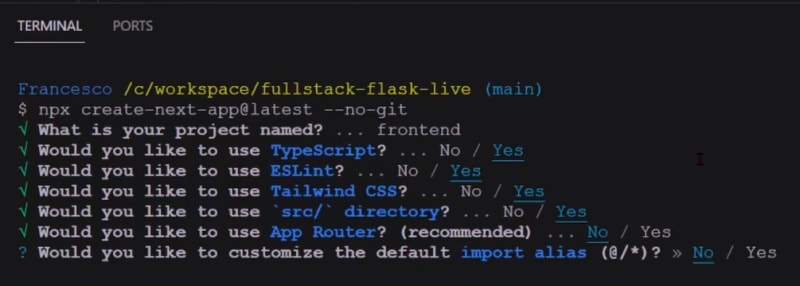 TERMINAL PORTS
Francesco /c/workspace/fullstack-flask-live (main)
$ npx create-next-app@latest --no-git
√ What is your project named? ... frontend
√ Would you like to use TypeScript? ... No / Yes
√ Would you like to use ESLint? ... No / Yes
√ Would you like to use Tailwind CSS? ... No / Yes
√ Would you like to use `src/` directory? ... No / Yes
√ Would you like to use App Router? (recommended) ... No / Yes
? Would you like to customize the default import alias (@/*)? » No / Yes